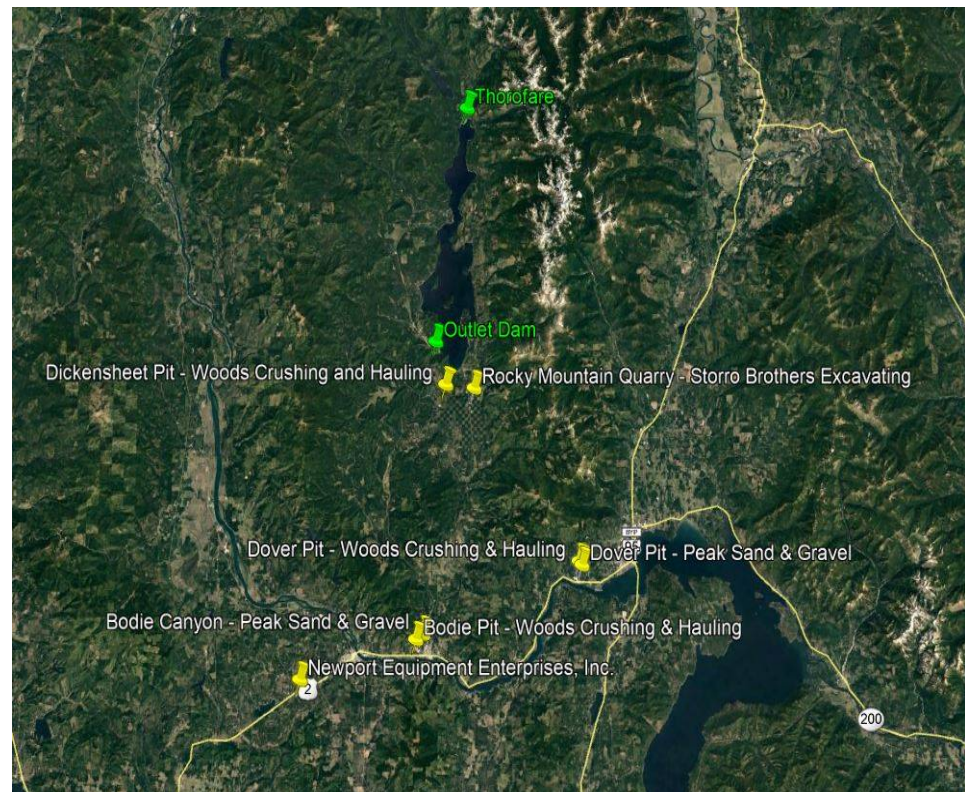 Thorofare
Outlet Dam
Dickensheet Pit - Woods Crushing and Hauling
Rocky Mountain Quarry - Storro Brothers Excavating
Dover Pit - Woods Crushing & Hauling
Dover Pit - Peak Sand & Gravel
Bodie Canyon - Peak Sand & Gravel
Bodie Pit - Woods Crushing & Hauling
Newport Equipment Enterprises, Inc.
2
200